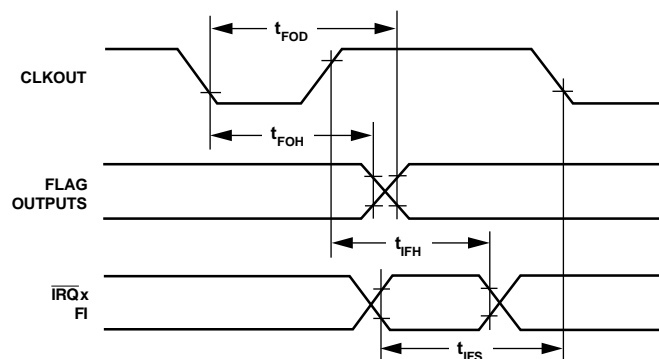 tFOD
CLKOUT
tFOH
FLAG
OUTPUTS
tIFH
IRQx
FI
tIFS